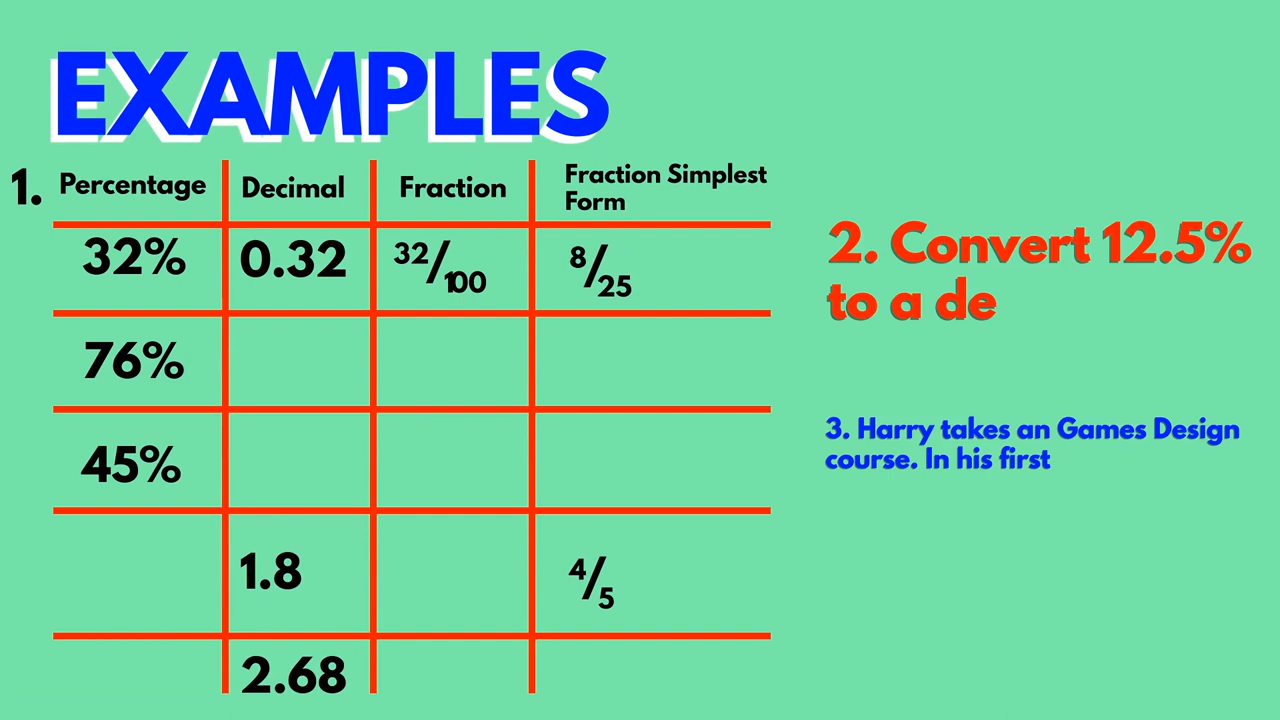 EXAMPLES
1. Percentage Decimal Fraction Fraction Simplest Form
32% 0.32 32/100 8/25
76%
45%
1.8 4/5
2.68
2. Convert 12.5%
to a de
3. Harry takes an Games Design
course. In his first